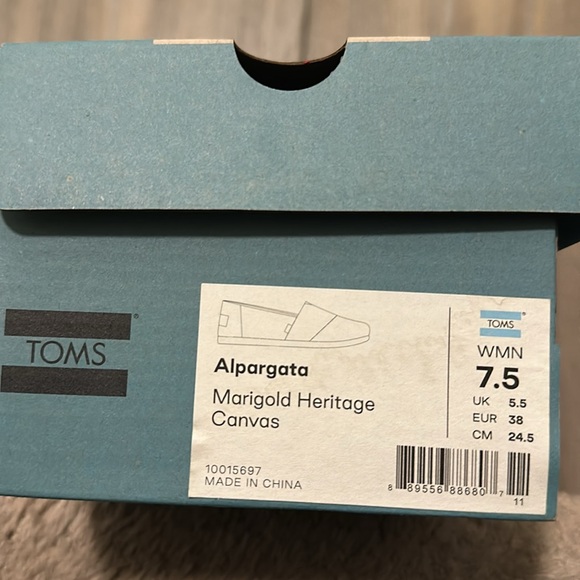 TOMS®
Alpargata
Marigold Heritage
Canvas
10015697
MADE IN CHINA
TOMS
WMN
7.5
UK 5.5
EUR 38
CM 24.5
8 89556 88680 7
11